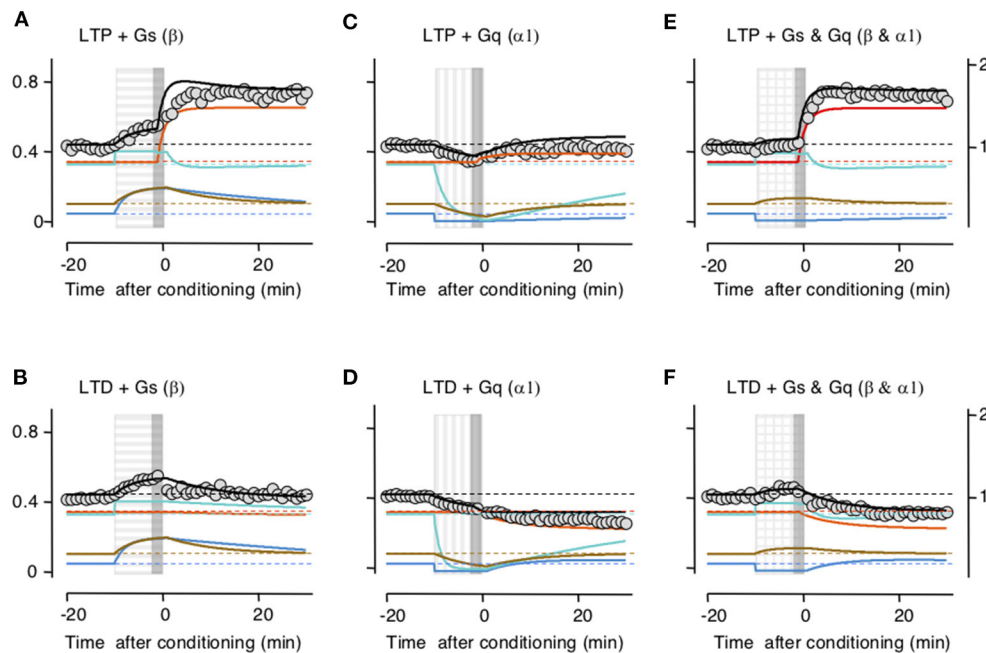 A
C
E
LTP + Gs (β)
LTP + Gq (α1)
LTP + Gs & Gq (β & α1)
0.8
0.4
0
2
1
-20 0 20
-20 0 20
-20 0 20
Time after conditioning (min)
Time after conditioning (min)
Time after conditioning (min)
B
D
F
LTD + Gs (β)
LTD + Gq (α1)
LTD + Gs & Gq (β & α1)
0.8
0.4
0
2
1
-20 0 20
-20 0 20
-20 0 20
Time after conditioning (min)
Time after conditioning (min)
Time after conditioning (min)